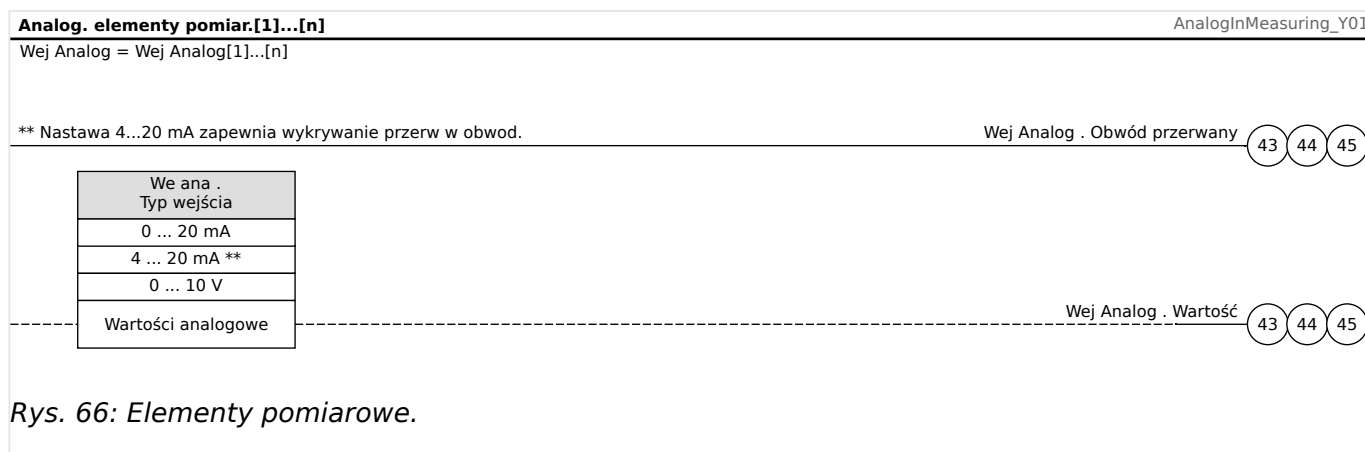 Analog. elementy pomiar.[1]...[n] AnalogInMeasuring_Y01
Wej Analog = Wej Analog[1]...[n]
** Nastawa 4...20 mA zapewnia wykrywanie przerw w obwod. Wej Analog . Obwód przerwany 43 44 45
We ana .
Typ wejścia
0 ... 20 mA
4 ... 20 mA **
0 ... 10 V
Wartości analogowe Wej Analog . Wartość 43 44 45
Rys. 66: Elementy pomiarowe.